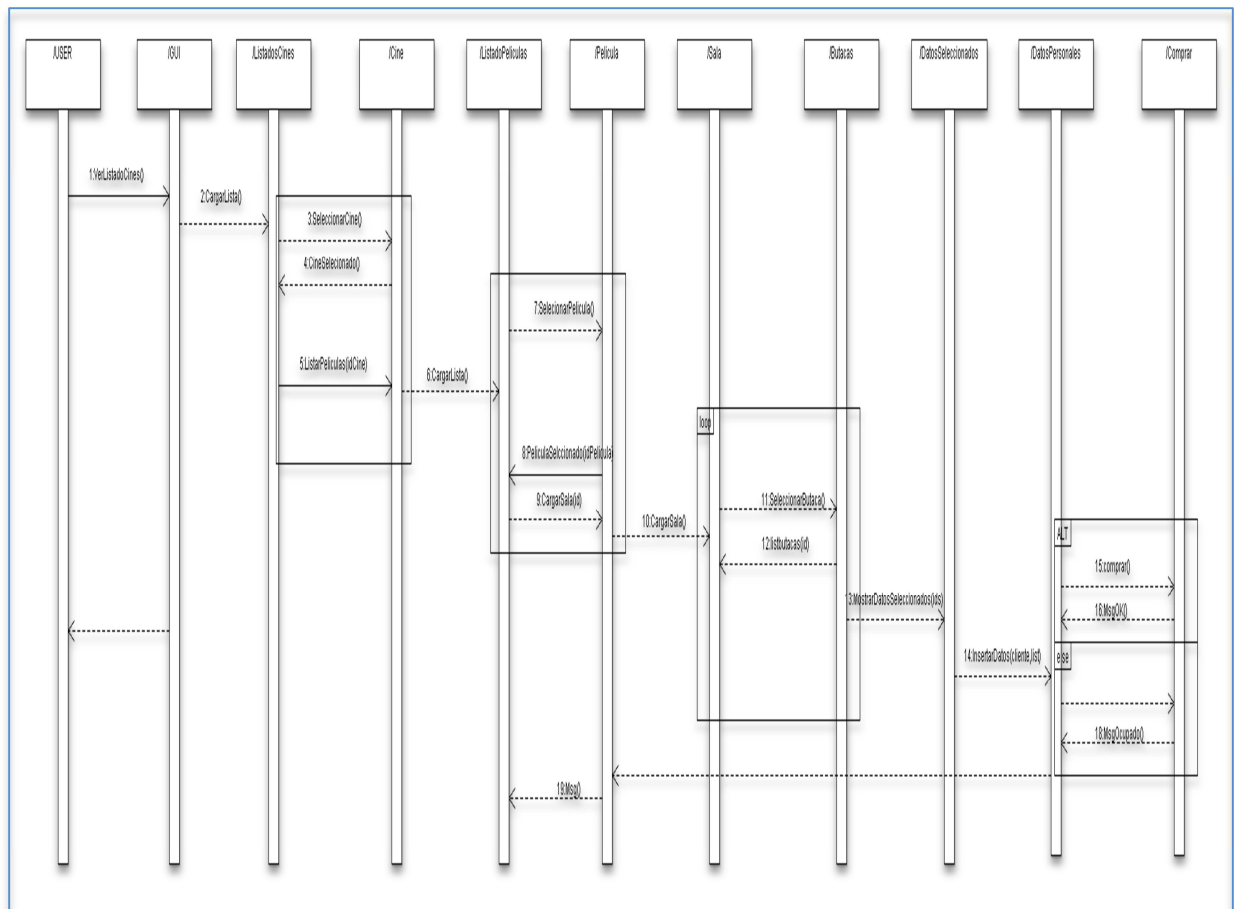 /USER
/GUI
/ListadosCines
/Cine
/ListadoPeliculas
/Pelicula
/Sala
/Butacas
/DatosSeleccionados
/DatosPersonales
/Comprar
1:VerListadoCines()
2:CargarLista()
3:SeleccionarCine()
4:CineSelecionado()
5:ListarPeliculas(idCine)
6:CargarLista()
7:SelecionarPelicula()
8:PeliculaSelccionado(idPelicula)
9:CargarSala(id)
10:CargarSala()
loop
11:SeleccionarButaca()
12:listbutacas(id)
13:MostrarDatosSeleccionados(ids)
14:InsertarDatos(cliente,list)
ALT
15:comprar()
16:MsgOK()
else
18:MsgOcupado()
19:Msg()